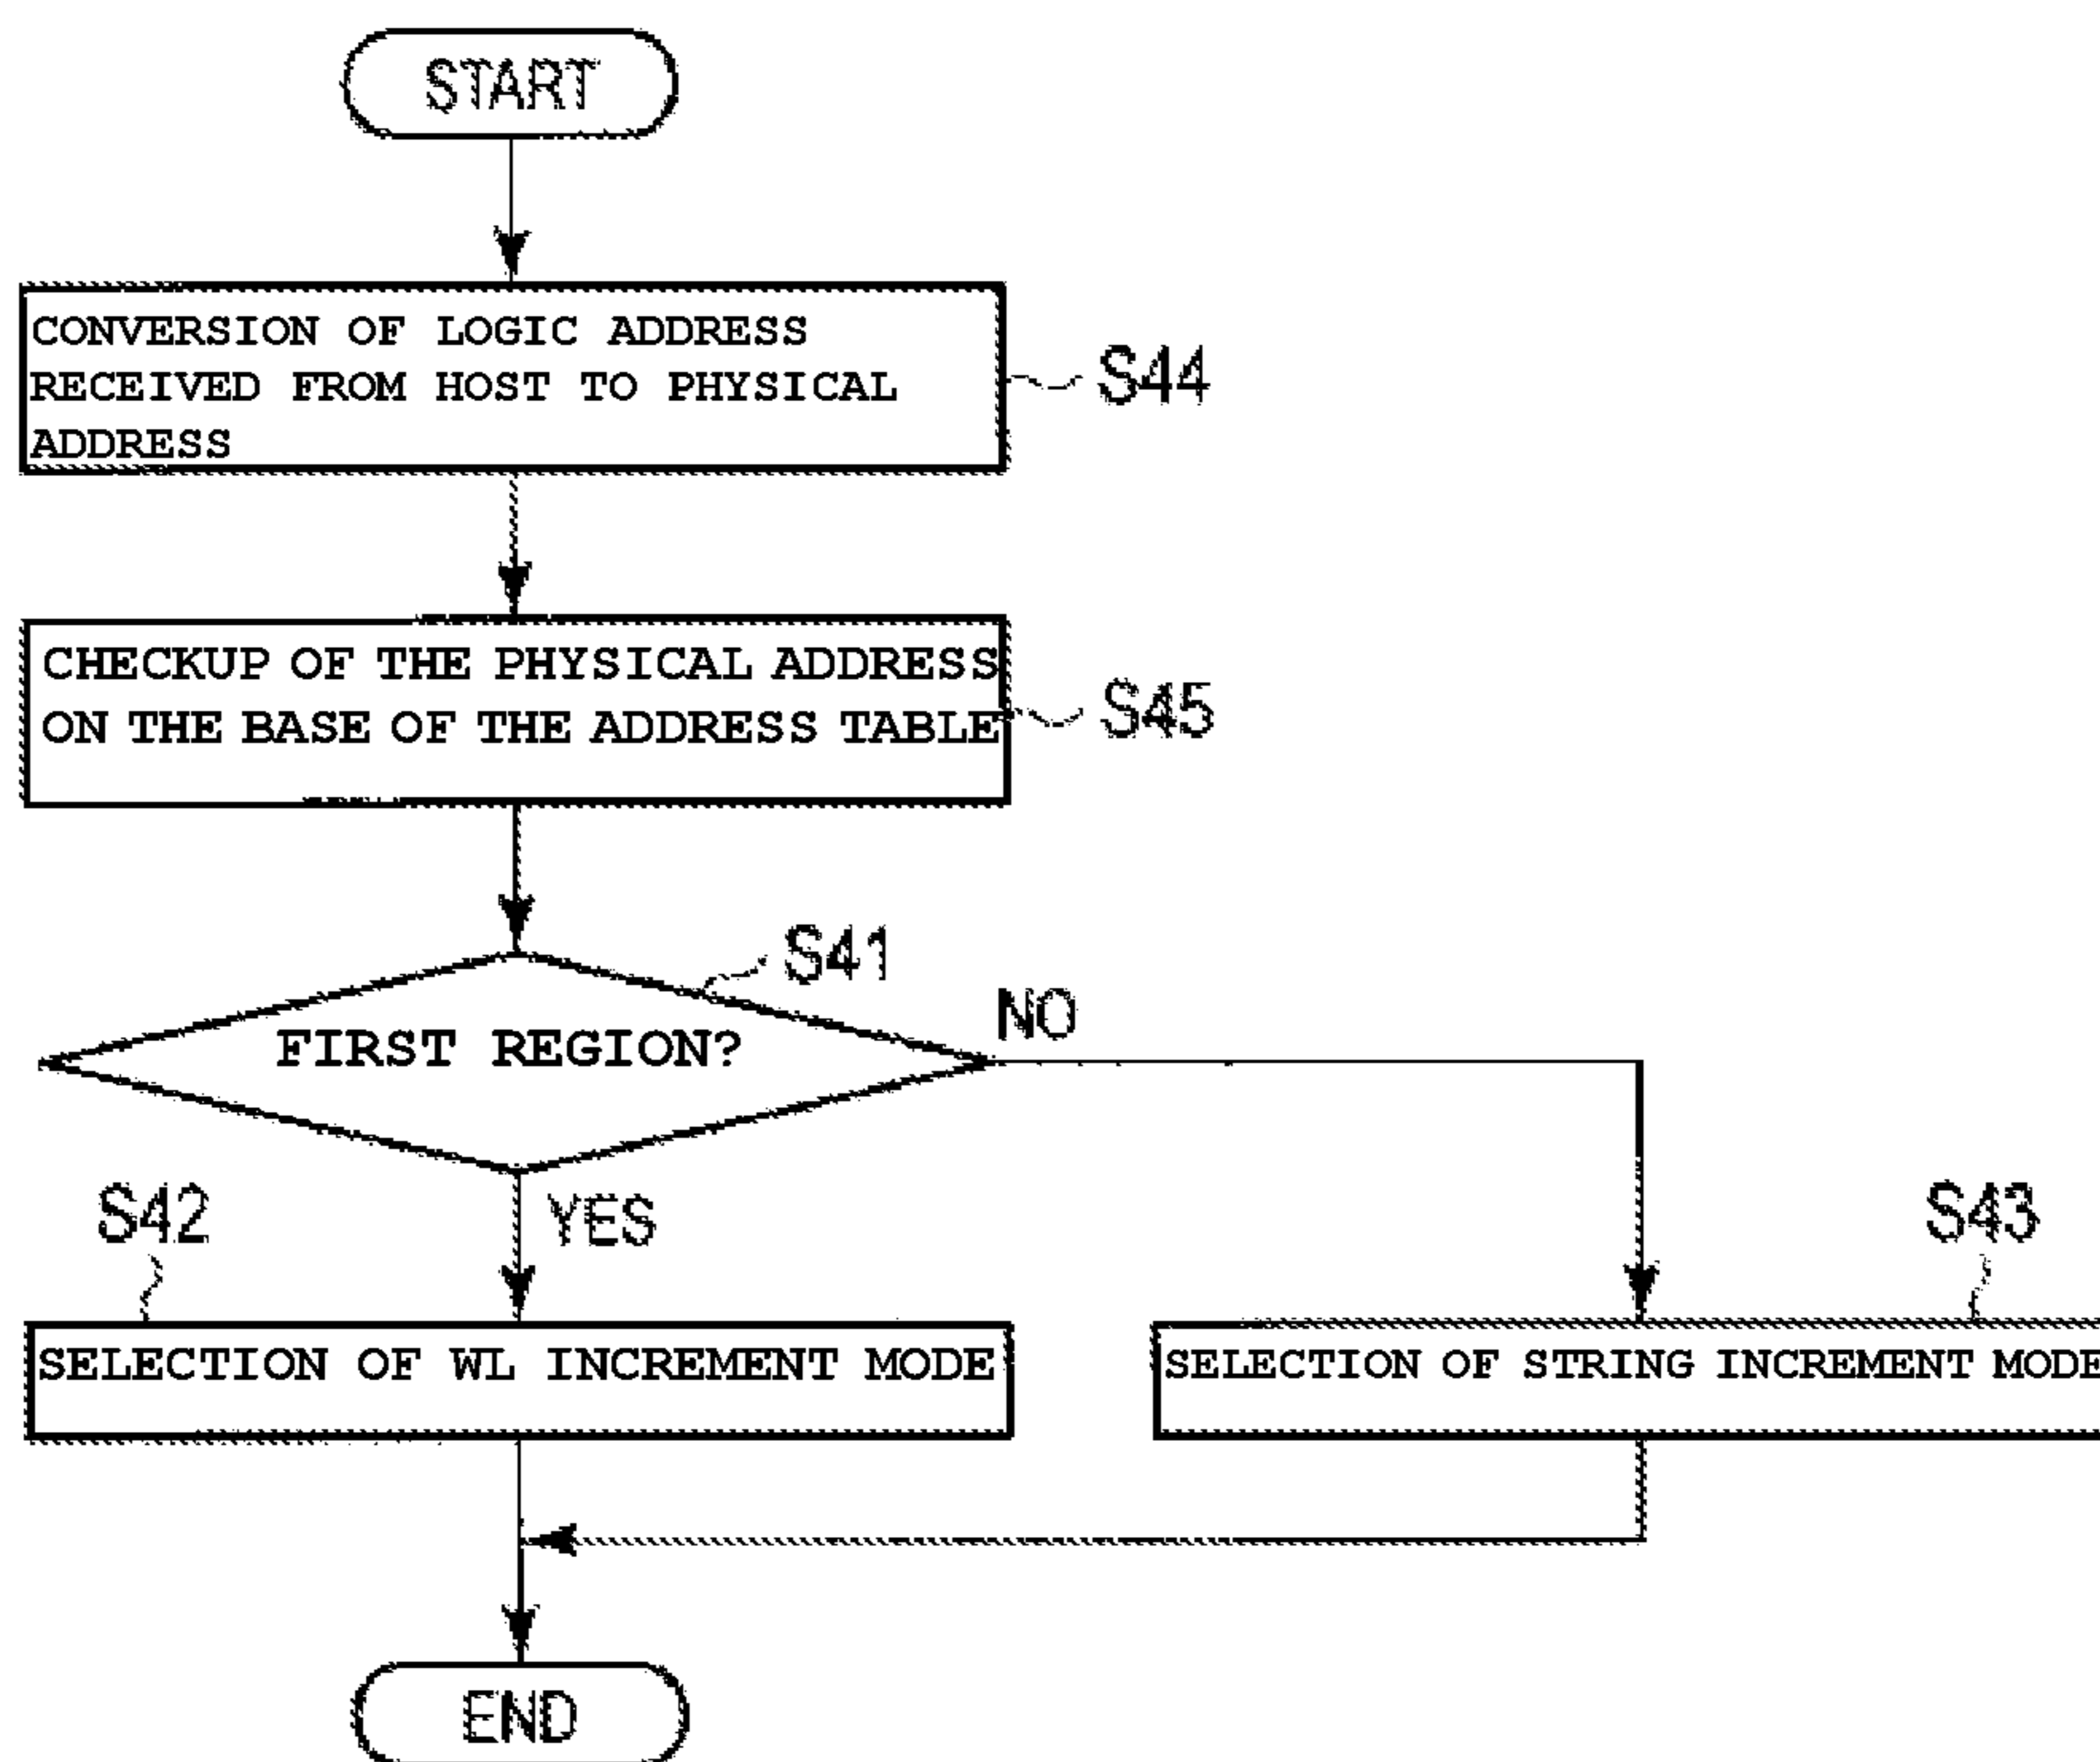 START
CONVERSION OF LOGIC ADDRESS
RECEIVED FROM HOST TO PHYSICAL
ADDRESS
S44
CHECKUP OF THE PHYSICAL ADDRESS
ON THE BASE OF THE ADDRESS TABLE
S45
S41
FIRST REGION?
NO
YES
S42
SELECTION OF WL INCREMENT MODE
S43
SELECTION OF STRING INCREMENT MODE
END